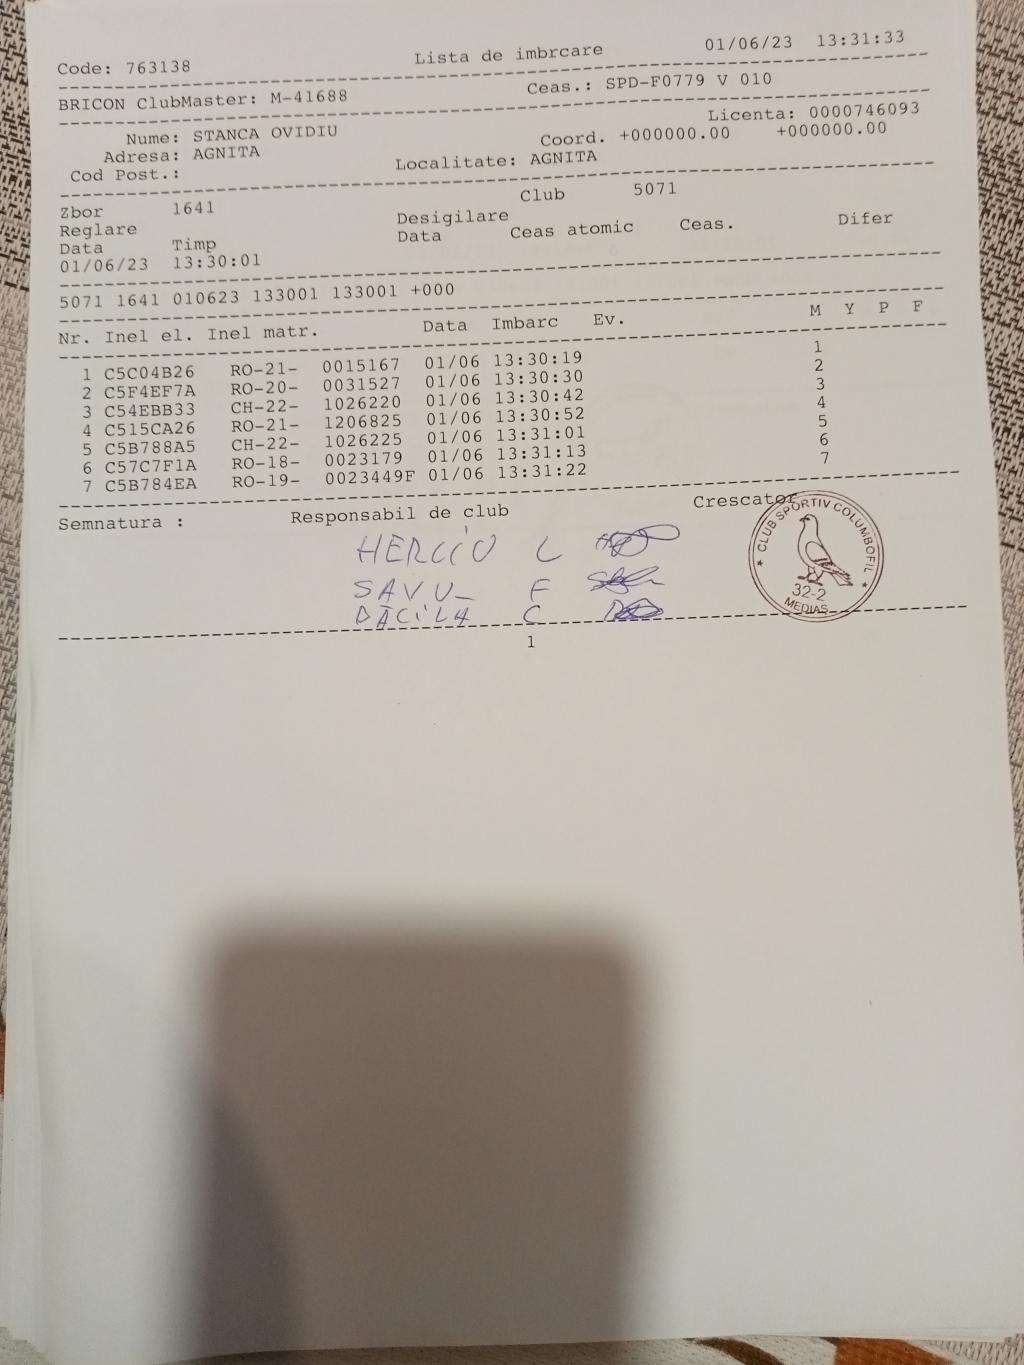 Code: 763138 Lista de imbrcare 01/06/23 13:31:33
BRICON ClubMaster: M-41688 Ceas.: SPD-F0779 V 010
Licenta: 0000746093
Nume: STANCA OVIDIU Coord. +000000.00 +000000.00
Adresa: AGNITA
Cod Post.: Localitate: AGNITA
Zbor 1641 Club 5071
Reglare Desigilare
Data Timp Data Ceas atomic Ceas. Difer
01/06/23 13:30:01
5071 1641 010623 133001 133001 +000
Nr. Inel el. Inel matr. Data Imbarc Ev. M Y P F
1 C5C04B26 RO-21- 0015167 01/06 13:30:19 1
2 C5F4EF7A RO-20- 0031527 01/06 13:30:30 2
3 C54EBB33 CH-22- 1026220 01/06 13:30:42 3
4 C515CA26 RO-21- 1206825 01/06 13:30:52 4
5 C5B788A5 CH-22- 1026225 01/06 13:31:01 5
6 C57C7F1A RO-18- 0023179 01/06 13:31:13 6
7 C5B784EA RO-19- 0023449F 01/06 13:31:22 7
Semnatura : Responsabil de club Crescator
CLUB SPORTIV COLUMBOFIL
32-2
MEDIAS
HERCIU C
SAVU F
DĂCILA C
1